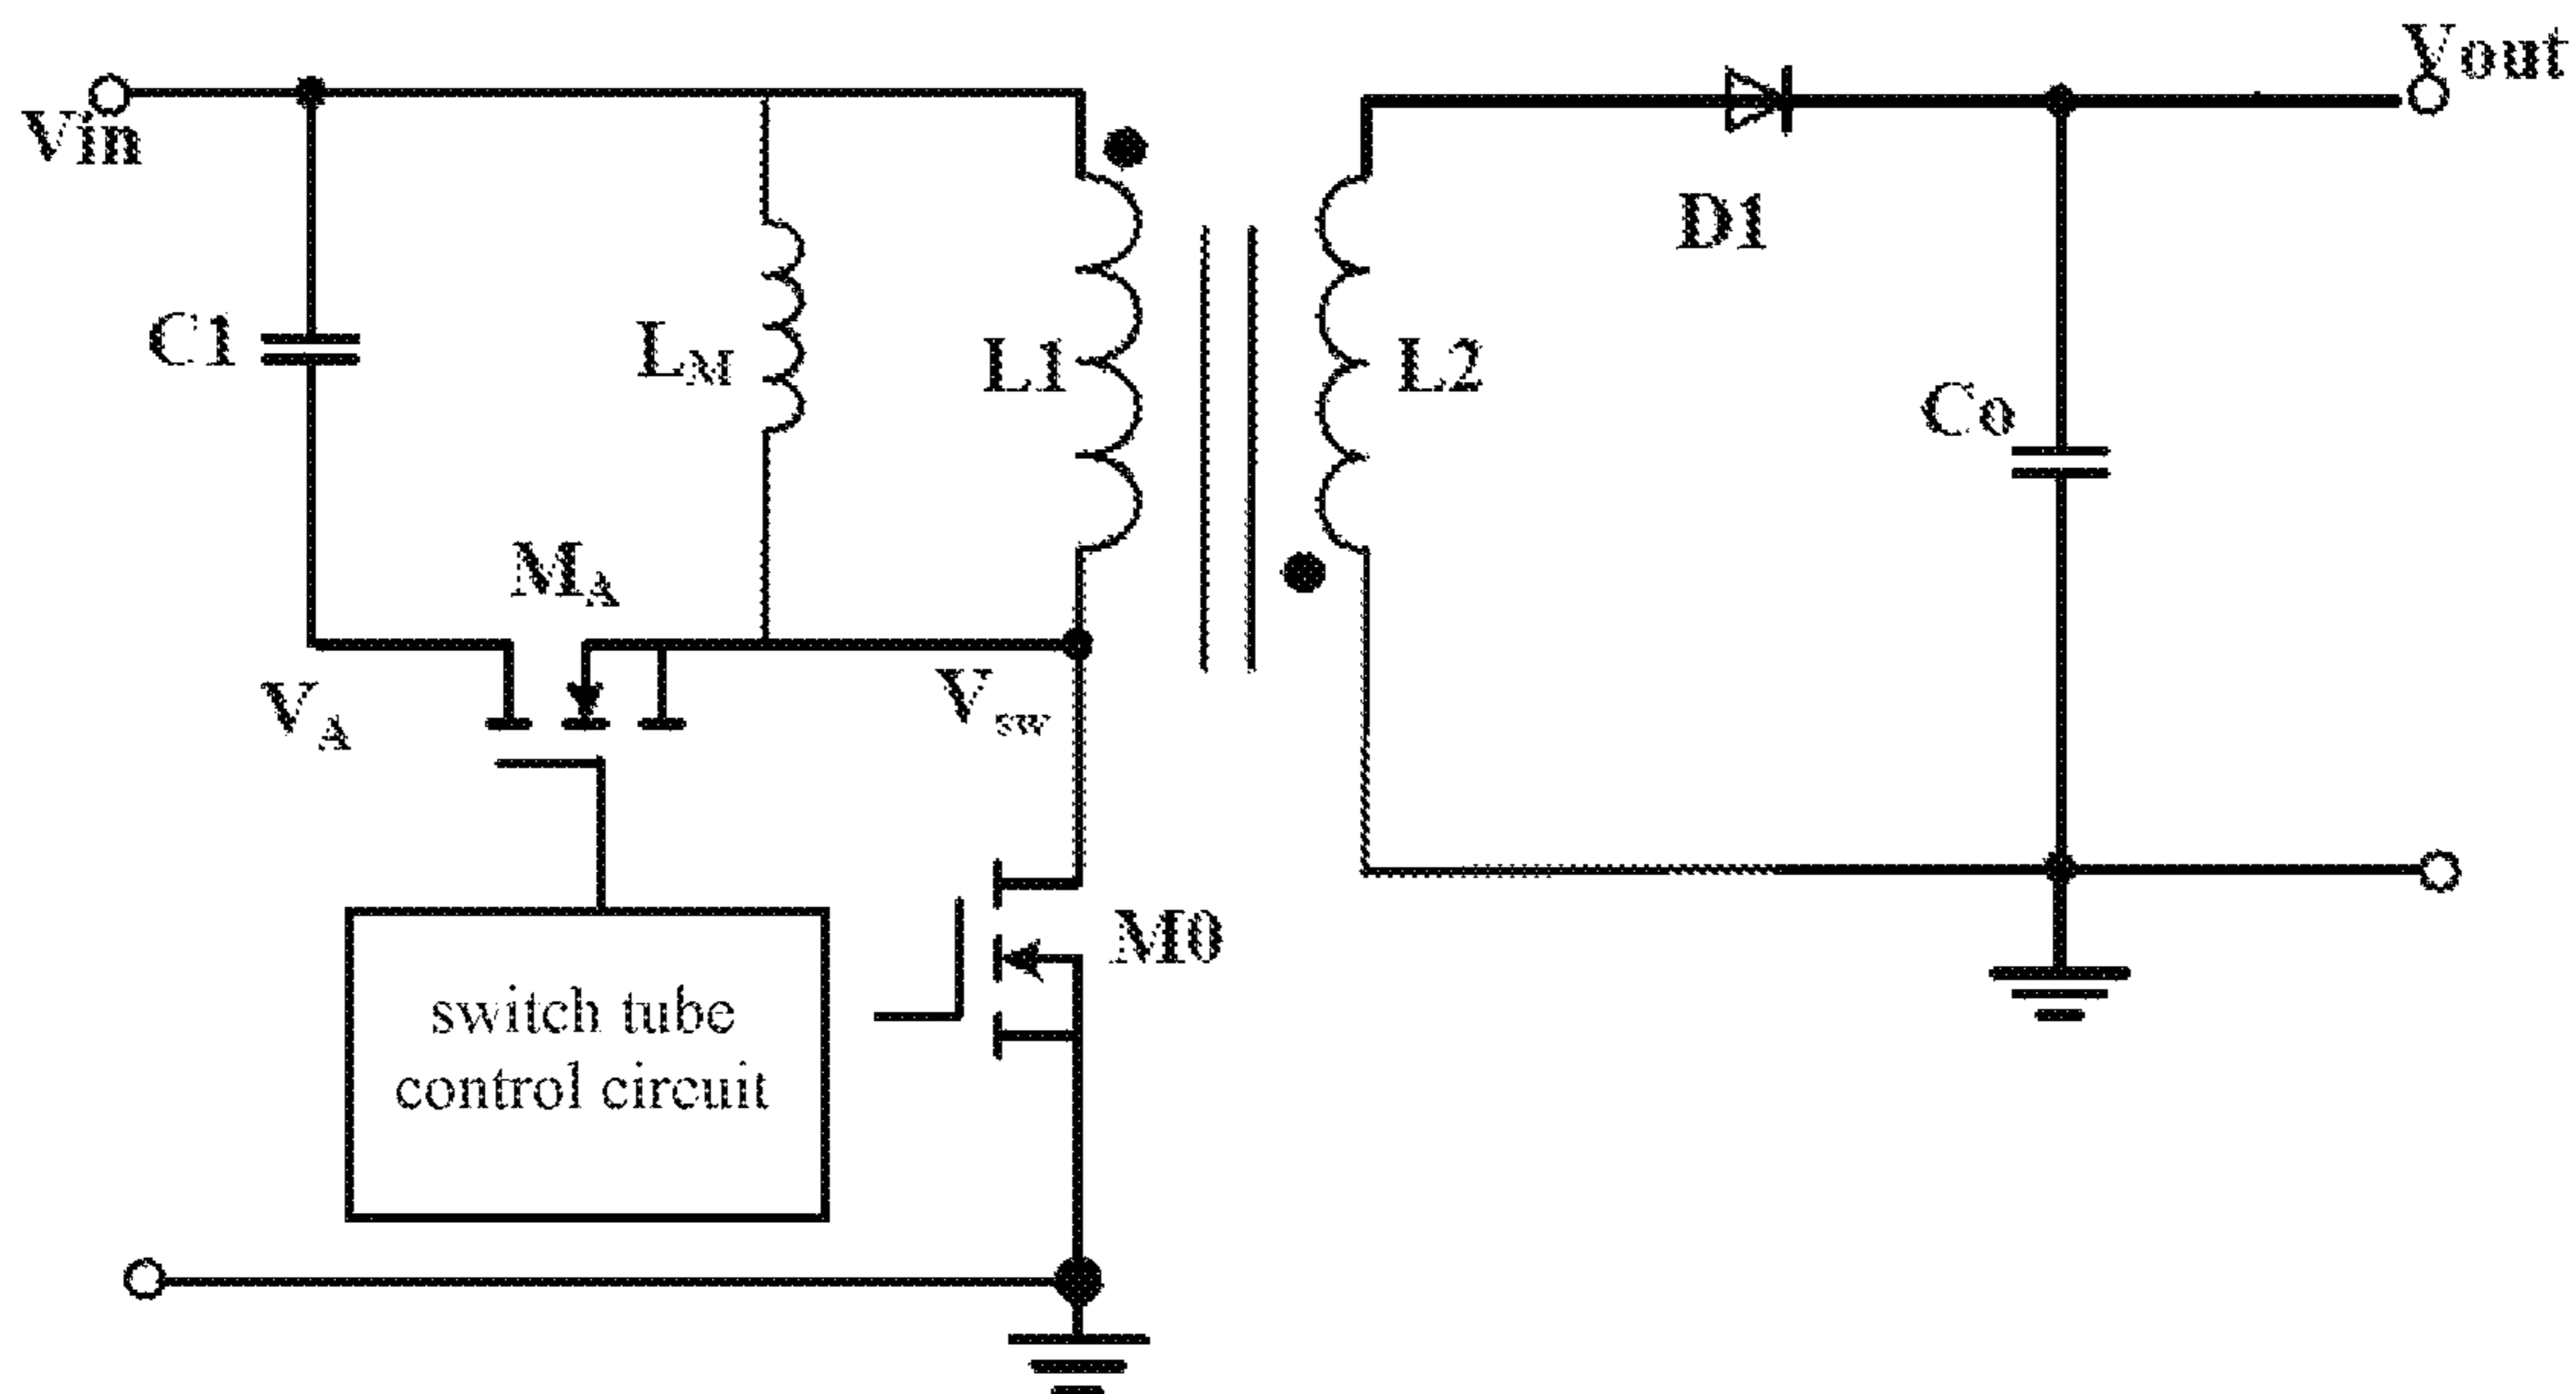 Vin
Vout
C1
LM
L1
L2
D1
Co
MA
VA
Vsw
M0
switch tube
control circuit